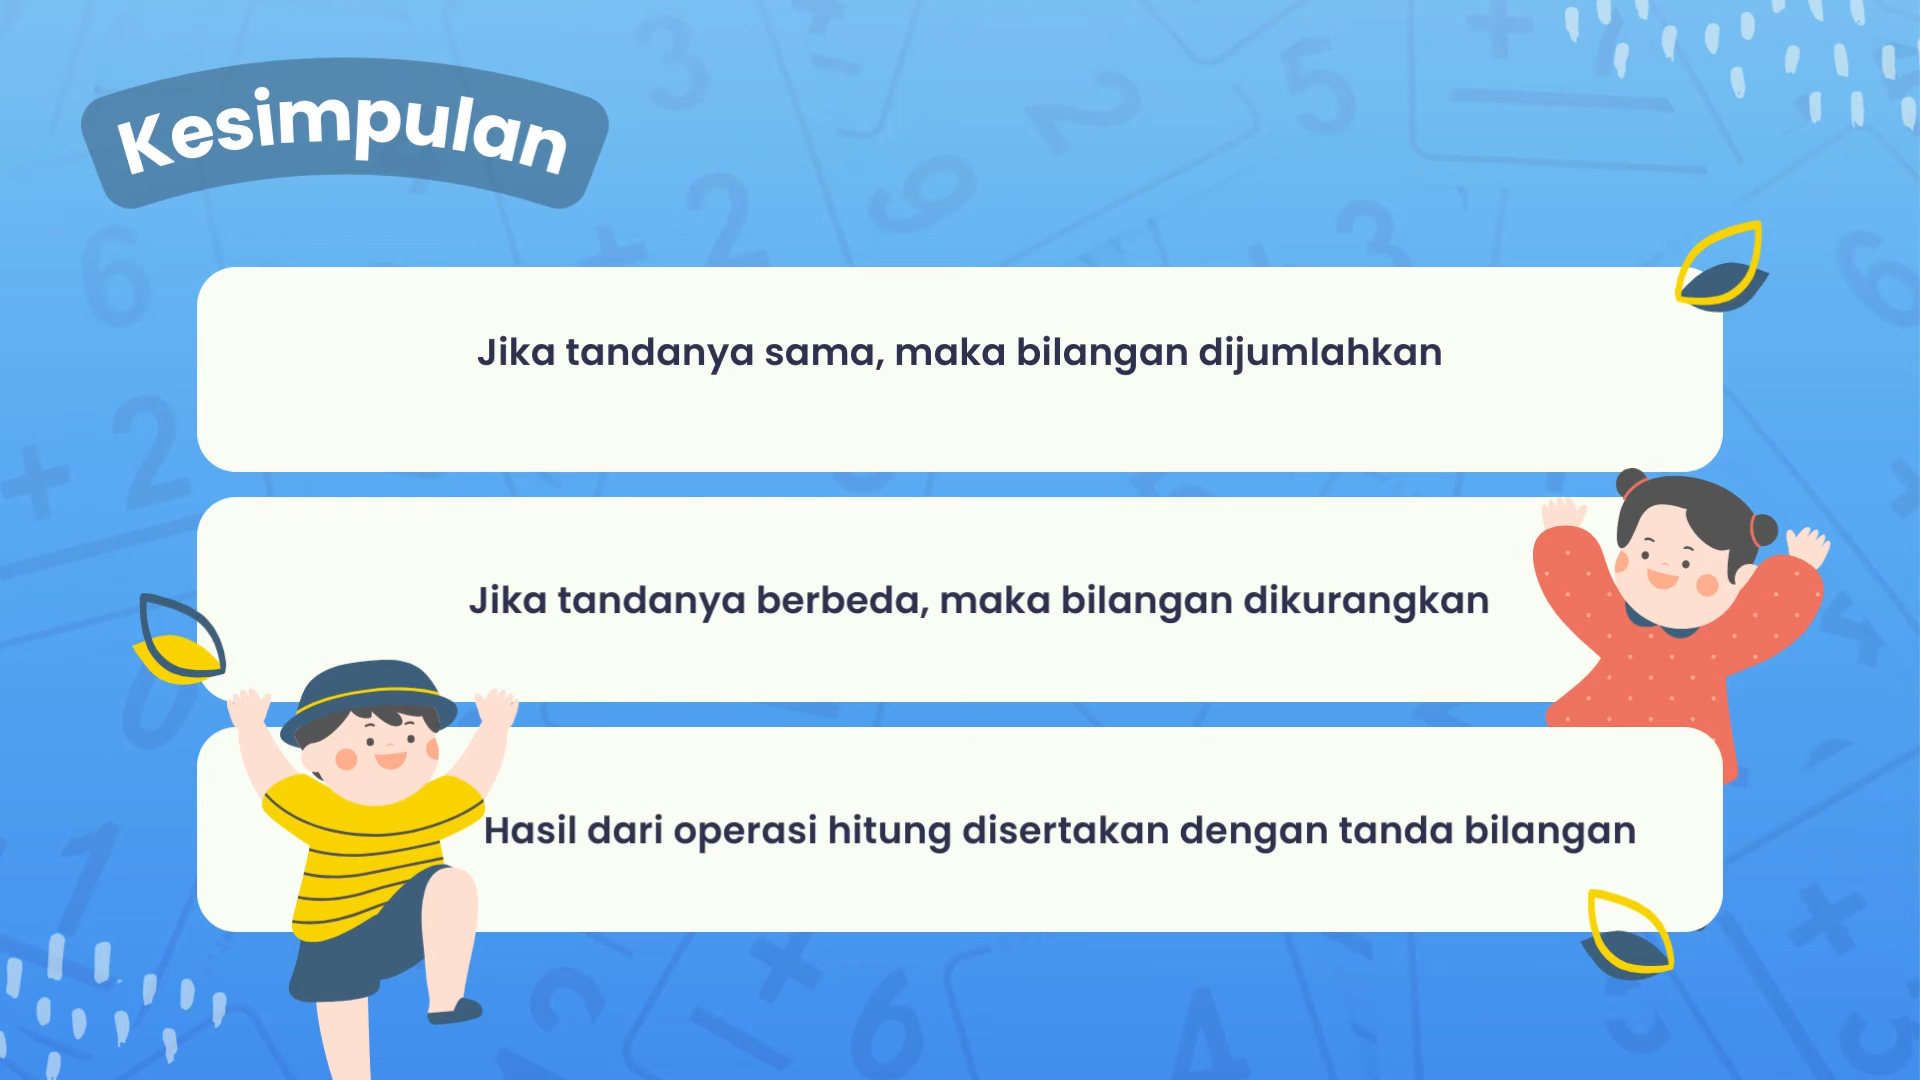 Kesimpulan
Jika tandanya sama, maka bilangan dijumlahkan
Jika tandanya berbeda, maka bilangan dikurangkan
Hasil dari operasi hitung disertakan dengan tanda bilangan